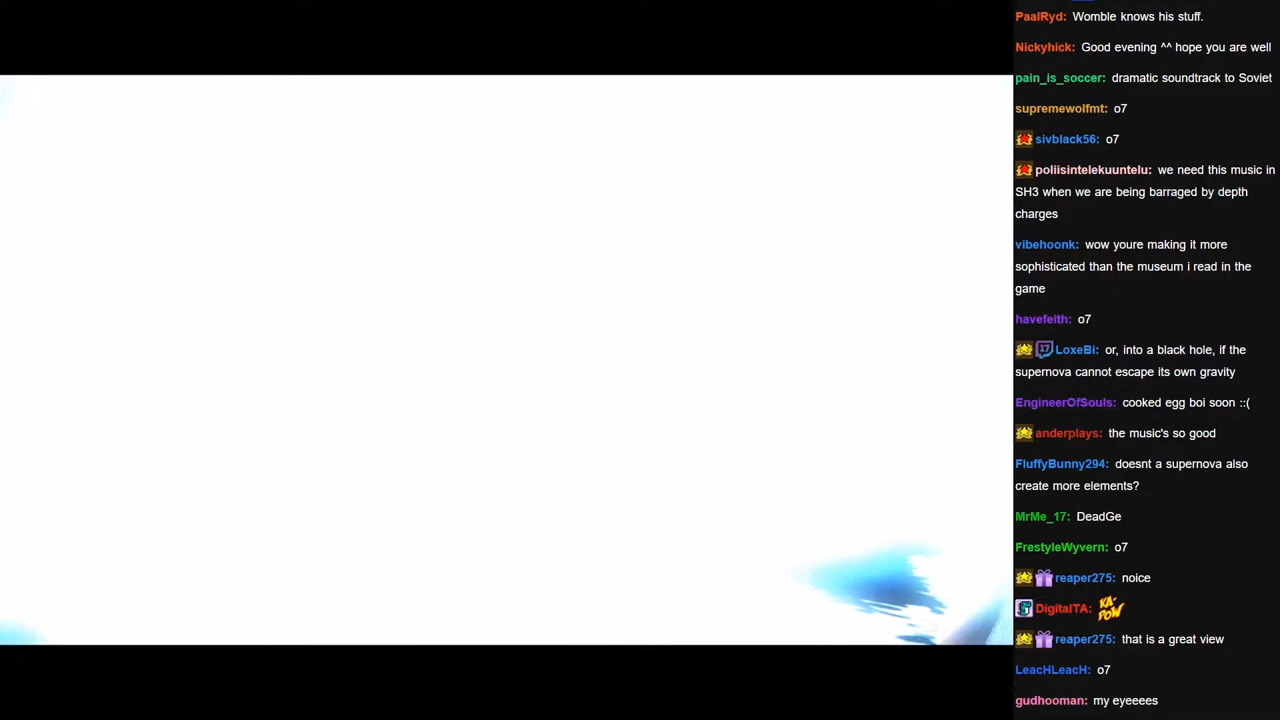 PaalRyd: Womble knows his stuff.
Nickyhick: Good evening ^^ hope you are well
pain_is_soccer: dramatic soundtrack to Soviet
supremewolfmt: o7
sivblack56: o7
poliisintelekuuntelu: we need this music in
SH3 when we are being barraged by depth
charges
vibehoonk: wow youre making it more
sophisticated than the museum i read in the
game
havefeith: o7
17 LoxeBi: or, into a black hole, if the
supernova cannot escape its own gravity
EngineerOfSouls: cooked egg boi soon ::(
anderplays: the music's so good
FluffyBunny294: doesnt a supernova also
create more elements?
MrMe_17: DeadGe
FrestyleWyvern: o7
reaper275: noice
DigitalTA: KA-POW
reaper275: that is a great view
LeacHLeacH: o7
gudhooman: my eyeeees